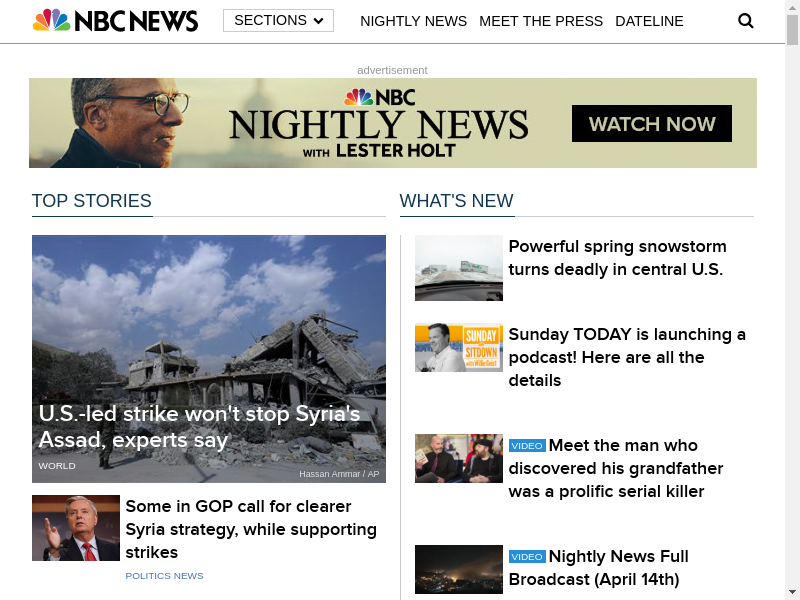 NBC NEWS
SECTIONS
NIGHTLY NEWS
MEET THE PRESS
DATELINE
advertisement
NBC
NIGHTLY NEWS
WITH LESTER HOLT
WATCH NOW
TOP STORIES
U.S.-led strike won't stop Syria's
Assad, experts say
WORLD
Hassan Ammar / AP
Some in GOP call for clearer
Syria strategy, while supporting
strikes
POLITICS NEWS
WHAT'S NEW
Powerful spring snowstorm
turns deadly in central U.S.
SUNDAY
SITDOWN
with Willie Geist
Sunday TODAY is launching a
podcast! Here are all the
details
VIDEO Meet the man who
discovered his grandfather
was a prolific serial killer
VIDEO Nightly News Full
Broadcast (April 14th)